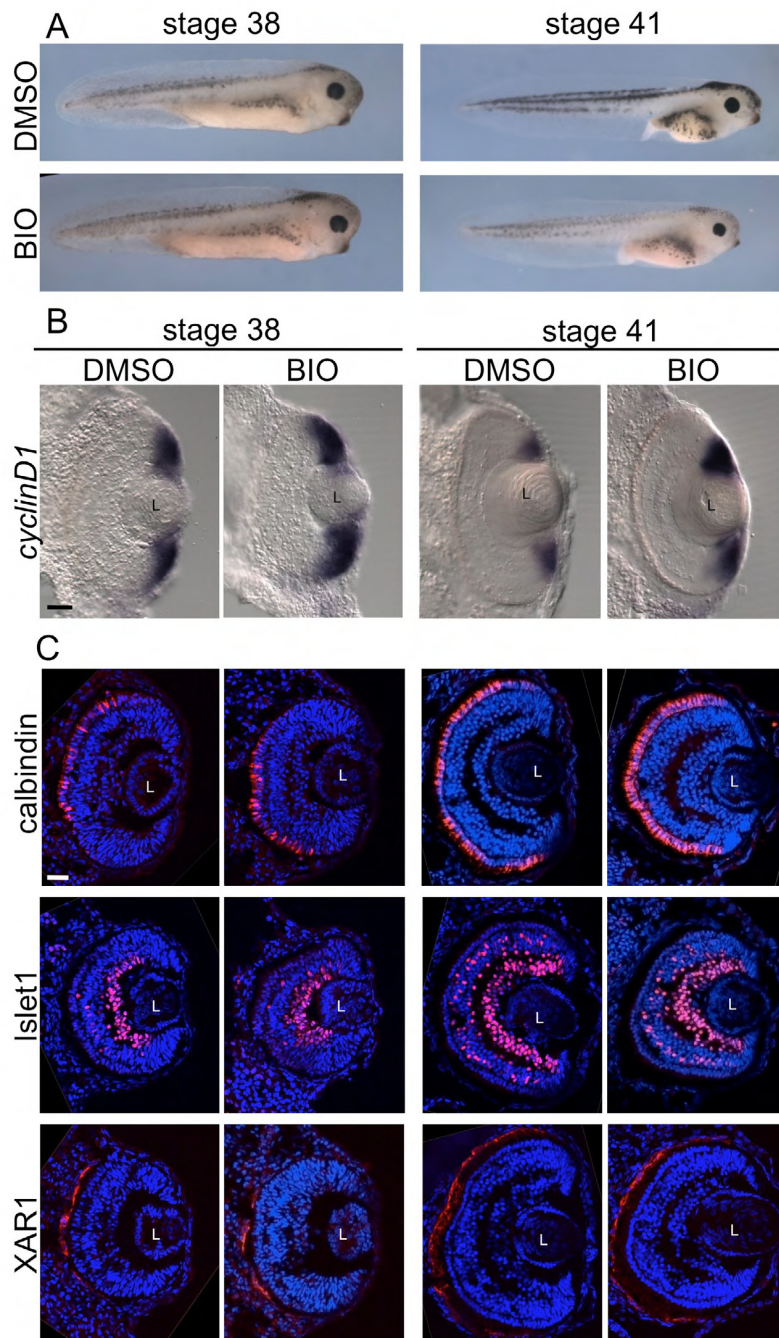 A
stage 38 stage 41
DMSO
BIO
B
stage 38 stage 41
DMSO BIO DMSO BIO
cyclinD1
L L L L
C
calbindin
L L L L
Islet1
L L L L
XAR1
L L L L